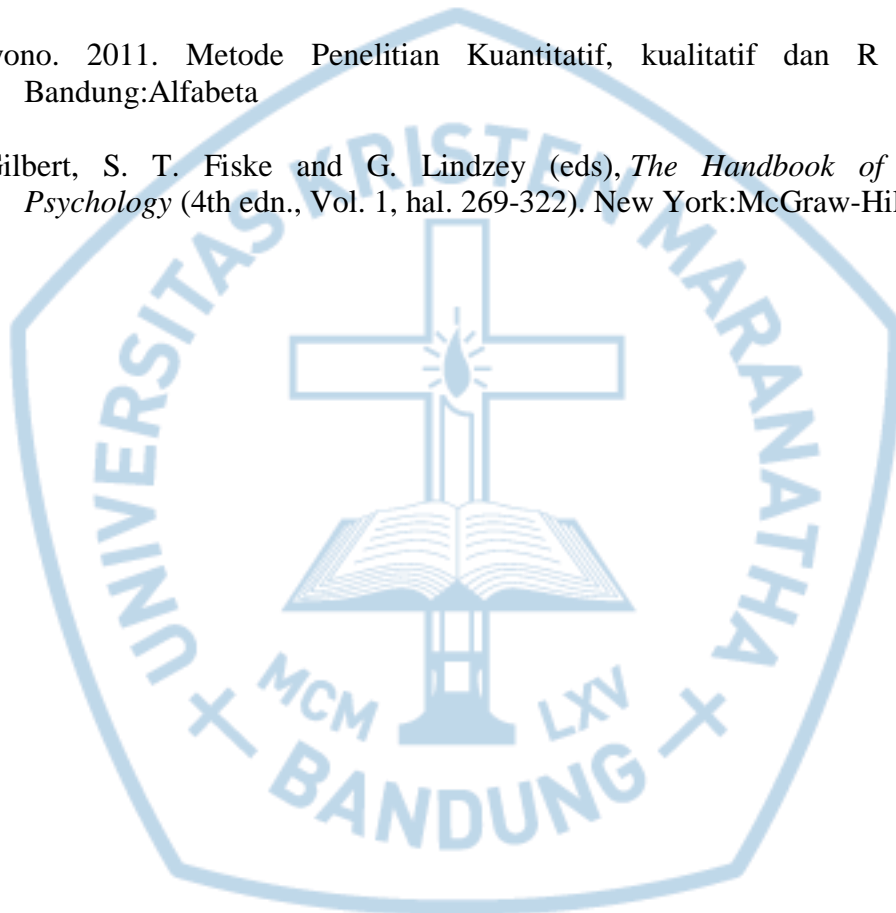 yono. 2011. Metode Penelitian Kuantitatif, kualitatif dan R
Bandung:Alfabeta
Gilbert, S. T. Fiske and G. Lindzey (eds), The Handbook of
Psychology (4th edn., Vol. 1, hal. 269-322). New York:McGraw-Hil
UNIVERSITAS KRISTEN MARANATHA
MCM LXV
BANDUNG